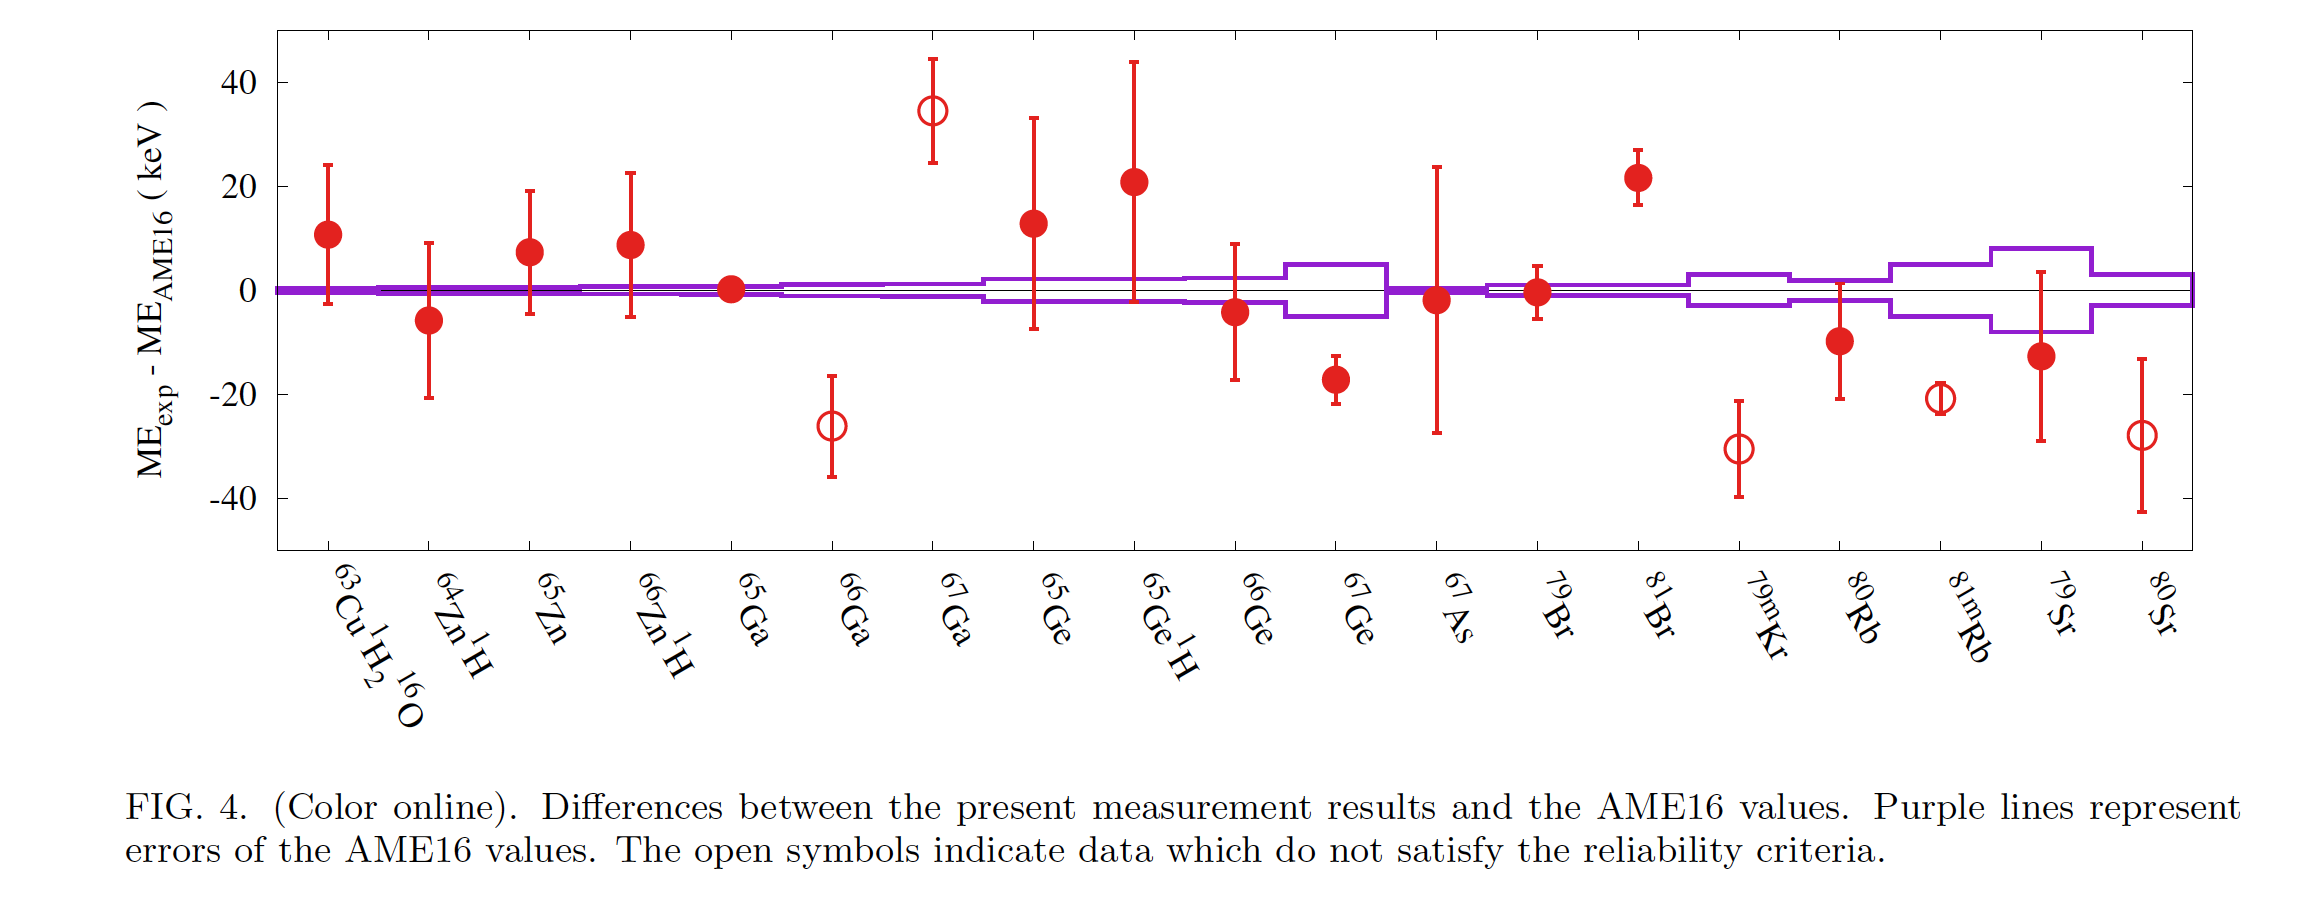 40
20
0
-20
-40
ME_exp - ME_AME16 ( keV )
⁶³Cu¹H₂¹⁶O
⁶⁴Zn¹H
⁶⁵Zn
⁶⁶Zn¹H
⁶⁵Ga
⁶⁶Ga
⁶⁷Ga
⁶⁵Ge
⁶⁵Ge¹H
⁶⁶Ge
⁶⁷Ge
⁶⁷As
⁷⁹Br
⁸¹Br
⁷⁹ᵐKr
⁸⁰Rb
⁸¹ᵐRb
⁷⁹Sr
⁸⁰Sr
FIG. 4. (Color online). Differences between the present measurement results and the AME16 values. Purple lines represent
errors of the AME16 values. The open symbols indicate data which do not satisfy the reliability criteria.